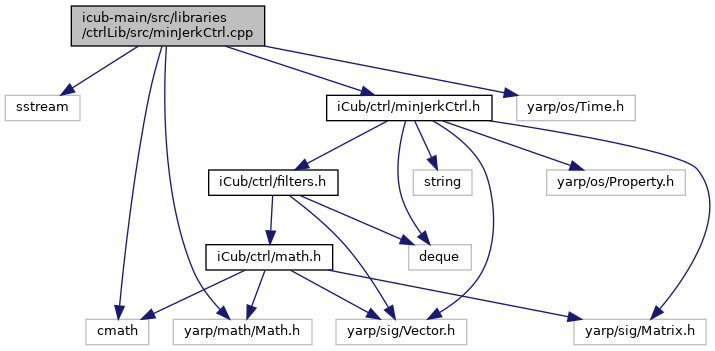 icub-main/src/libraries
/ctrlLib/src/minJerkCtrl.cpp
sstream
iCub/ctrl/minJerkCtrl.h
yarp/os/Time.h
iCub/ctrl/filters.h
string
yarp/os/Property.h
iCub/ctrl/math.h
deque
cmath
yarp/math/Math.h
yarp/sig/Vector.h
yarp/sig/Matrix.h